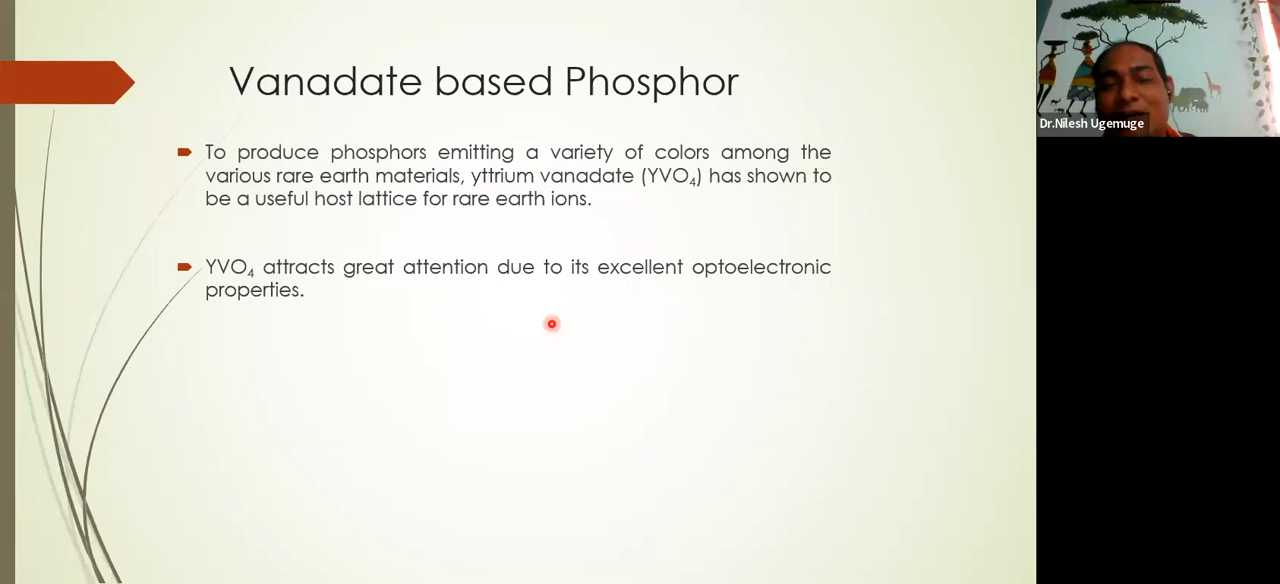 Vanadate based Phosphor
To produce phosphors emitting a variety of colors among the
various rare earth materials, yttrium vanadate (YVO₄) has shown to
be a useful host lattice for rare earth ions.
YVO₄ attracts great attention due to its excellent optoelectronic
properties.
Dr.Nilesh Ugemuge